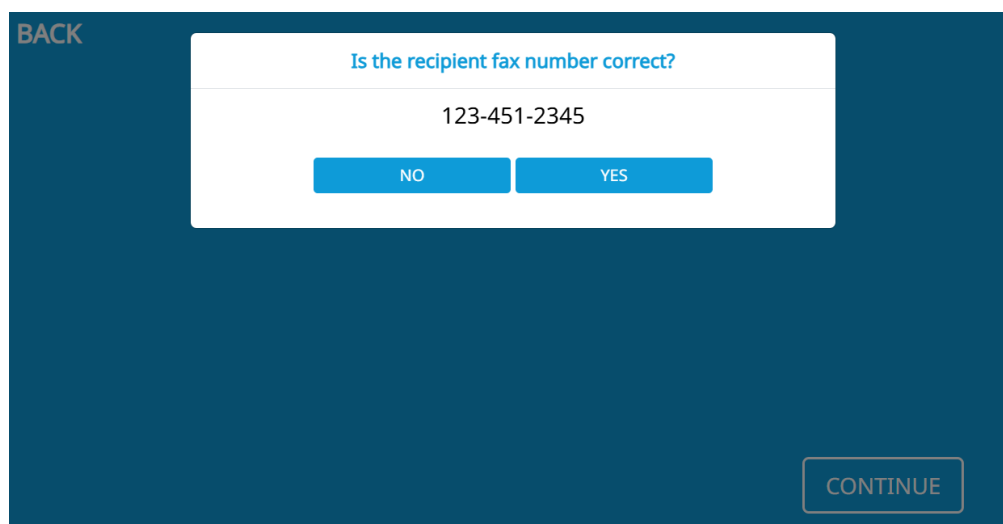 BACK
Is the recipient fax number correct?
123-451-2345
NO YES
CONTINUE